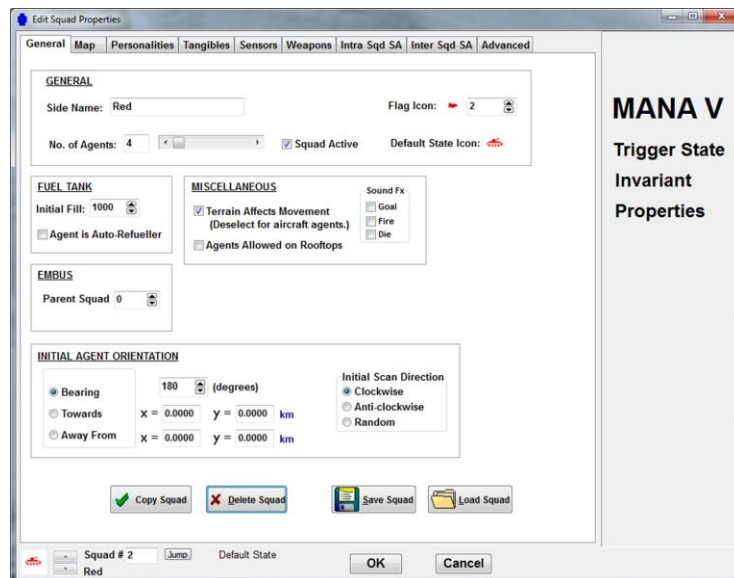 Edit Squad Properties
General Map Personalities Tangibles Sensors Weapons Intra Sqd SA Inter Sqd SA Advanced
GENERAL
Side Name: Red
Flag Icon: 2
No. of Agents: 4
Squad Active
Default State Icon:
FUEL TANK
Initial Fill: 1000
Agent is Auto-Refueller
MISCELLANEOUS
Terrain Affects Movement
(Deselect for aircraft agents.)
Agents Allowed on Rooftops
Sound Fx
Goal
Fire
Die
EMBUS
Parent Squad 0
INITIAL AGENT ORIENTATION
Bearing 180 (degrees)
Towards x = 0.0000 y = 0.0000 km
Away From x = 0.0000 y = 0.0000 km
Initial Scan Direction
Clockwise
Anti-clockwise
Random
Copy Squad Delete Squad Save Squad Load Squad
Squad # 2 Jump Default State
Red
OK Cancel
MANA V
Trigger State
Invariant
Properties